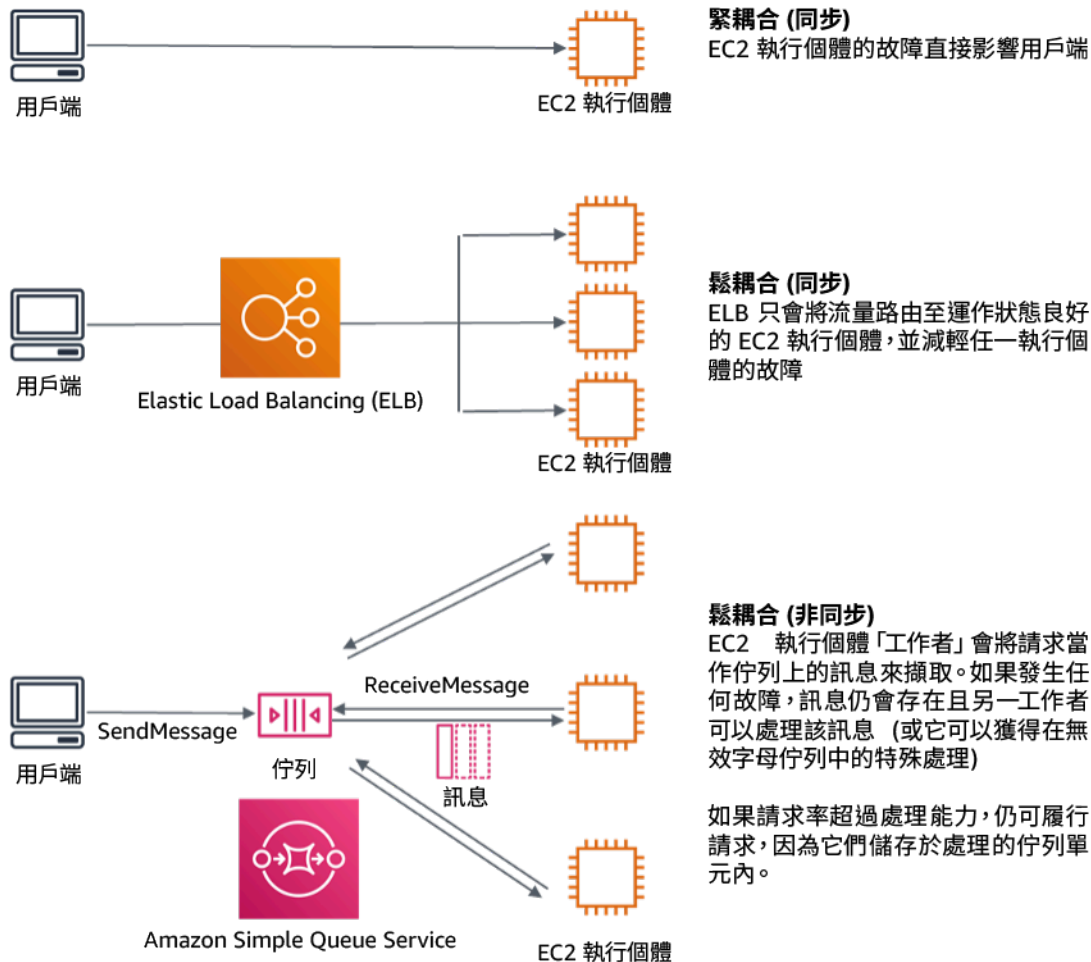 緊耦合 (同步)
EC2 執行個體的故障直接影響用戶端
用戶端
EC2 執行個體
鬆耦合 (同步)
ELB 只會將流量路由至運作狀態良好
的 EC2 執行個體，並減輕任一執行個
體的故障
用戶端
Elastic Load Balancing (ELB)
EC2 執行個體
鬆耦合 (非同步)
EC2 執行個體「工作者」會將請求當
作佇列上的訊息來擷取。如果發生任
何故障，訊息仍會存在且另一工作者
可以處理該訊息 (或它可以獲得在無
效字母佇列中的特殊處理)
如果請求率超過處理能力，仍可履行
請求，因為它們儲存於處理的佇列單
元內。
用戶端
SendMessage
佇列
ReceiveMessage
訊息
Amazon Simple Queue Service
EC2 執行個體